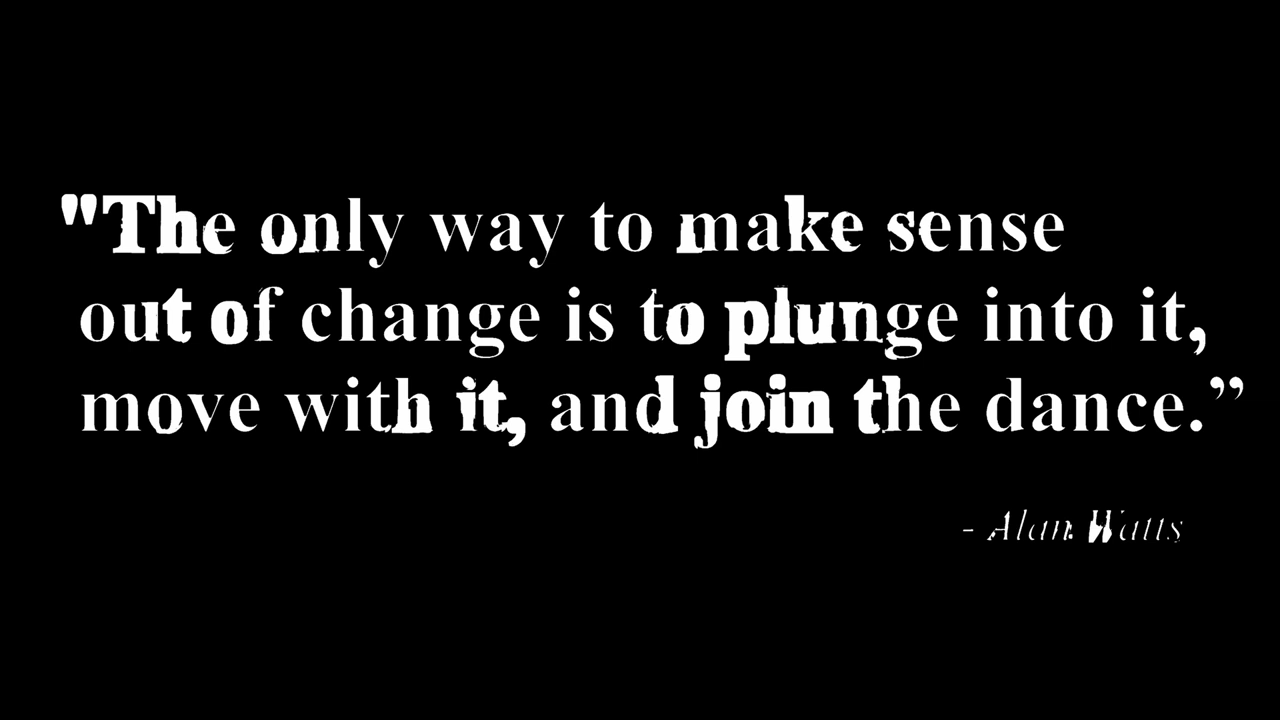 "The only way to make sense
out of change is to plunge into it,
move with it, and join the dance.”
- Alan Watts